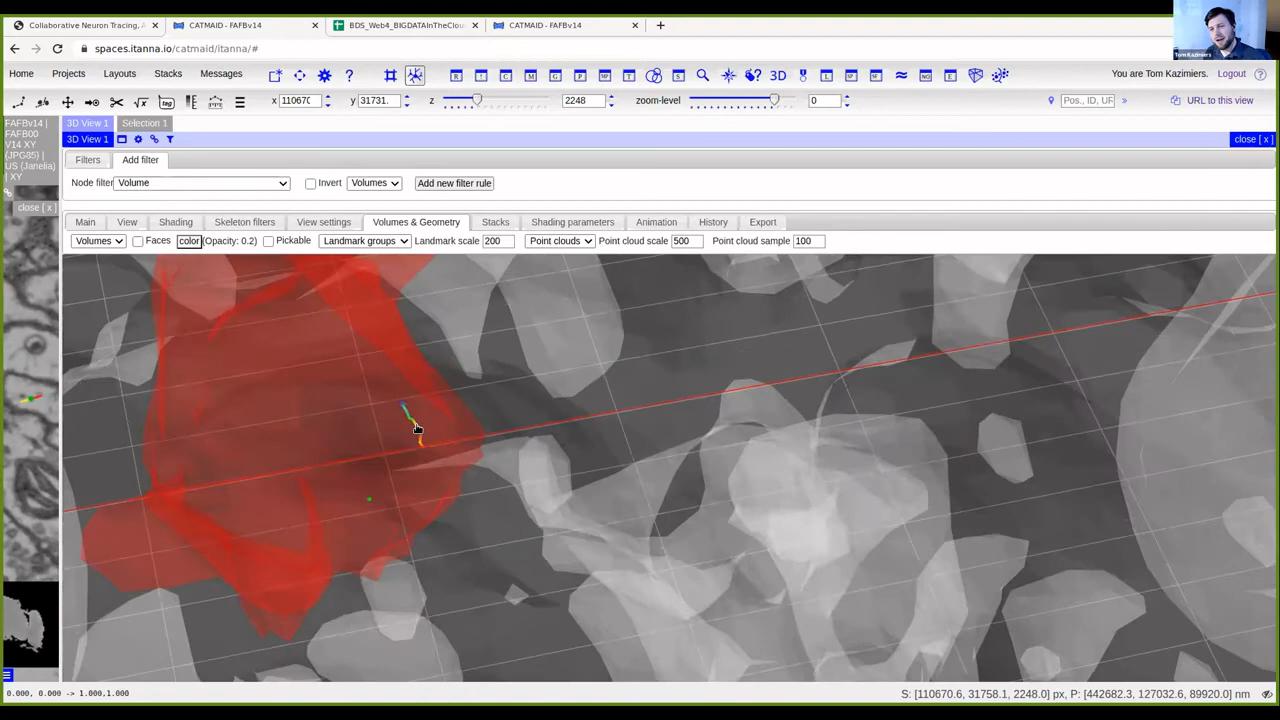 Collaborative Neuron Tracing, A
CATMAID - FAFBv14
BDS_Web4_BIGDATAInTheClou
CATMAID - FAFBv14
spaces.itanna.io/catmaid/itanna/#
Tom Kazimiers
Home Projects Layouts Stacks Messages
You are Tom Kazimiers. Logout
x 110670 y 31731. z 2248 zoom-level 0 Pos., ID, UR » URL to this view
FAFBv14 |
FAFB00
V14 XY
(JPG85) |
US (Janelia)
| XY
close [ x ]
3D View 1 Selection 1
3D View 1 close [ x ]
Filters Add filter
Node filter Volume Invert Volumes Add new filter rule
Main View Shading Skeleton filters View settings Volumes & Geometry Stacks Shading parameters Animation History Export
Volumes Faces color (Opacity: 0.2) Pickable Landmark groups Landmark scale 200 Point clouds Point cloud scale 500 Point cloud sample 100
0.000, 0.000 -> 1.000,1.000
S: [110670.6, 31758.1, 2248.0] px, P: [442682.3, 127032.6, 89920.0] nm